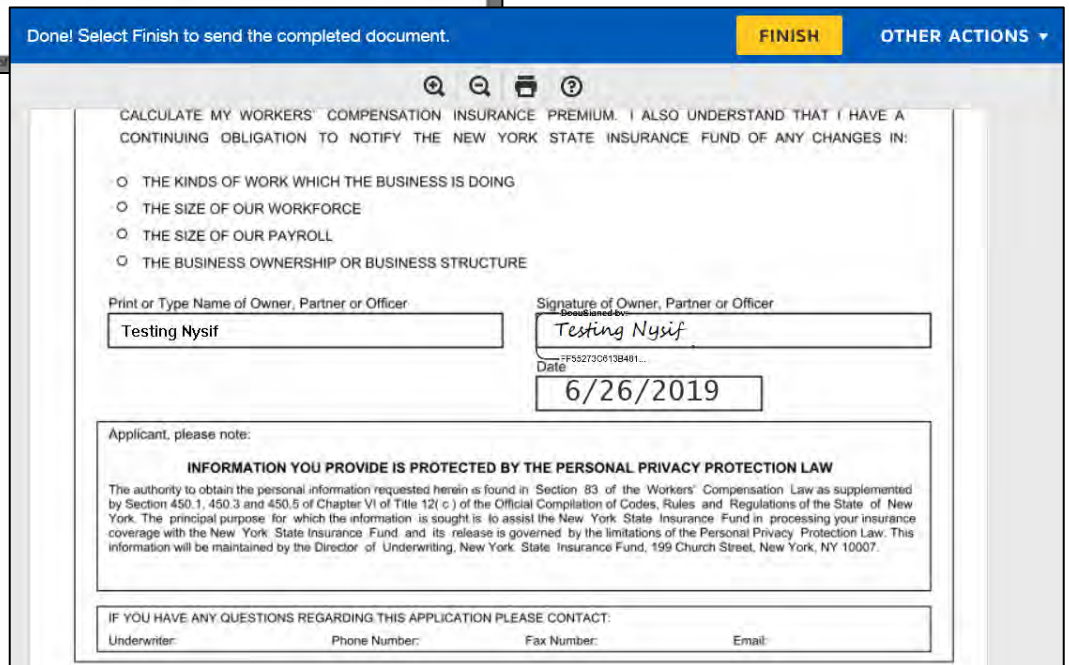 Done! Select Finish to send the completed document.
FINISH
OTHER ACTIONS
CALCULATE MY WORKERS' COMPENSATION INSURANCE PREMIUM. I ALSO UNDERSTAND THAT I HAVE A
CONTINUING OBLIGATION TO NOTIFY THE NEW YORK STATE INSURANCE FUND OF ANY CHANGES IN:
THE KINDS OF WORK WHICH THE BUSINESS IS DOING
THE SIZE OF OUR WORKFORCE
THE SIZE OF OUR PAYROLL
THE BUSINESS OWNERSHIP OR BUSINESS STRUCTURE
Print or Type Name of Owner, Partner or Officer
Testing Nysif
Signature of Owner, Partner or Officer
DocuSigned by:
Testing Nysif
FF55273C613B481...
Date
6/26/2019
Applicant, please note:
INFORMATION YOU PROVIDE IS PROTECTED BY THE PERSONAL PRIVACY PROTECTION LAW
The authority to obtain the personal information requested herein is found in Section 83 of the Workers' Compensation Law as supplemented
by Section 450.1, 450.3 and 450.5 of Chapter VI of Title 12( c ) of the Official Compilation of Codes, Rules and Regulations of the State of New
York. The principal purpose for which the information is sought is to assist the New York State Insurance Fund in processing your insurance
coverage with the New York State Insurance Fund and its release is governed by the limitations of the Personal Privacy Protection Law. This
information will be maintained by the Director of Underwriting, New York State Insurance Fund, 199 Church Street, New York, NY 10007.
IF YOU HAVE ANY QUESTIONS REGARDING THIS APPLICATION PLEASE CONTACT:
Underwriter: Phone Number: Fax Number: Email: